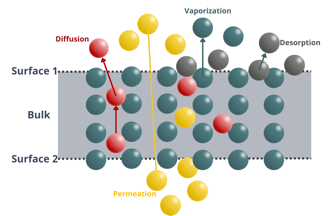 Vaporization
Diffusion
Desorption
Surface 1
Bulk
Surface 2
Permeation